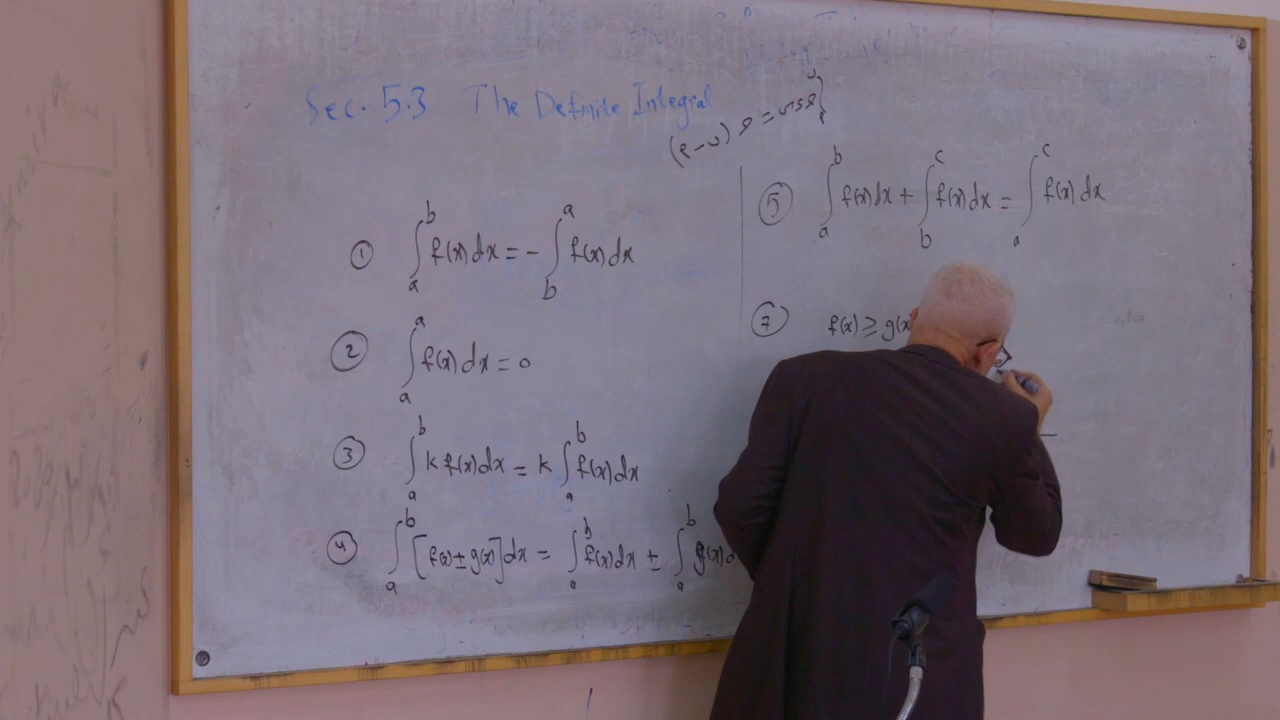 Sec. 5.3 The Definite Integral
① ∫_a^b f(x) dx = - ∫_b^a f(x) dx
② ∫_a^a f(x) dx = 0
③ ∫_a^b k f(x) dx = k ∫_a^b f(x) dx
④ ∫_a^b [f(x) ± g(x)] dx = ∫_a^b f(x) dx ± ∫_a^b g(x) d
⑤ ∫_a^b f(x) dx + ∫_b^c f(x) dx = ∫_a^c f(x) dx
⑦ f(x) ≥ g(x